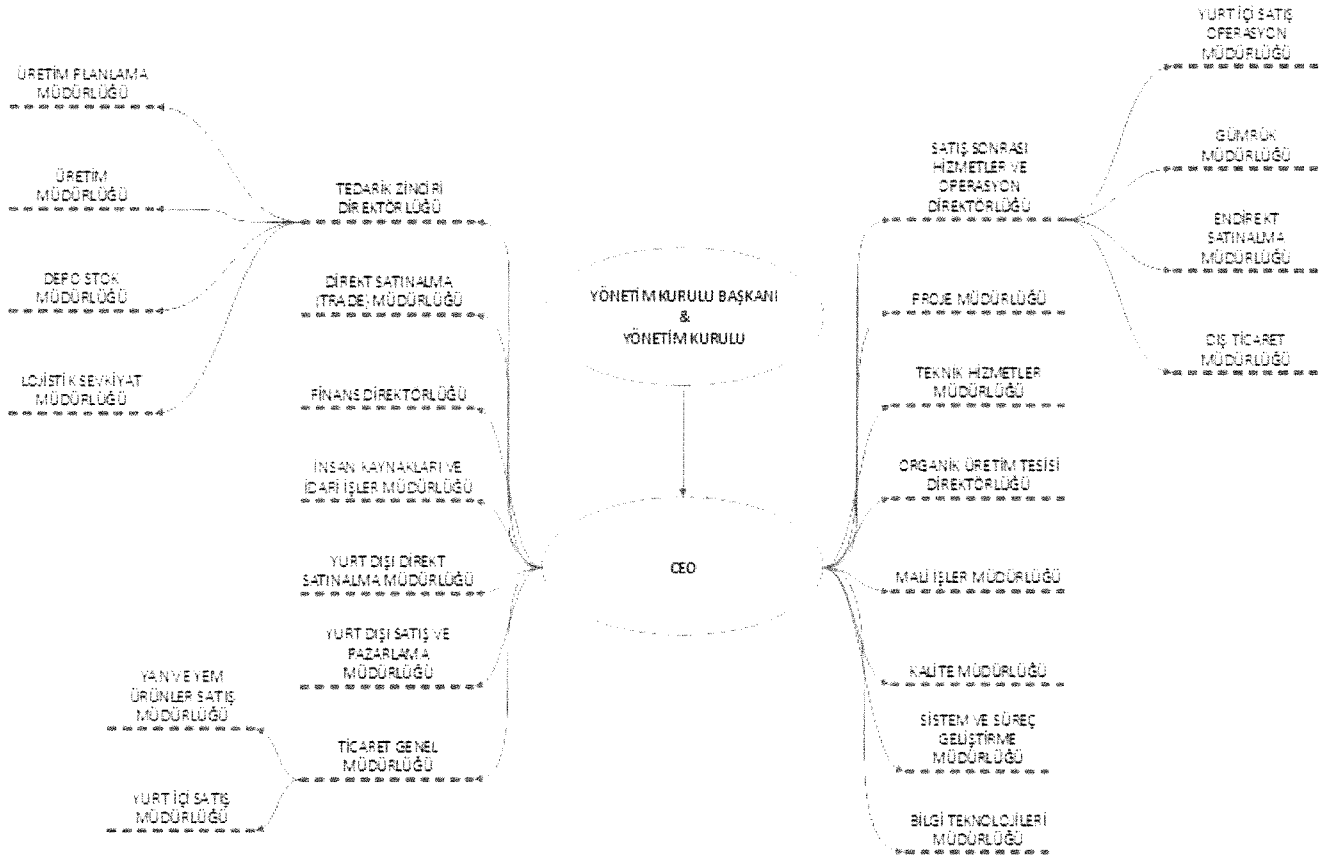 ÜRETİM PLANLAMA
MÜDÜRLÜĞÜ
ÜRETİM
MÜDÜRLÜĞÜ
DEPO STOK
MÜDÜRLÜĞÜ
LOJİSTİK SEVKİYAT
MÜDÜRLÜĞÜ
TEDARİK ZİNCİRİ
DİREKTÖRLÜĞÜ
DİREKT SATINALMA
(TRADE) MÜDÜRLÜĞÜ
FİNANS DİREKTÖRLÜĞÜ
İNSAN KAYNAKLARI VE
İDARİ İŞLER MÜDÜRLÜĞÜ
YURT DIŞI DİREKT
SATINALMA MÜDÜRLÜĞÜ
YURT DIŞI SATIŞ VE
PAZARLAMA
MÜDÜRLÜĞÜ
TİCARET GENEL
MÜDÜRLÜĞÜ
YAN VE YEM
ÜRÜNLER SATIŞ
MÜDÜRLÜĞÜ
YURT İÇİ SATIŞ
MÜDÜRLÜĞÜ
YÖNETİM KURULU BAŞKANI
&
YÖNETİM KURULU
CEO
SATIŞ SONRASI
HİZMETLER VE
OPERASYON
DİREKTÖRLÜĞÜ
PROJE MÜDÜRLÜĞÜ
TEKNİK HİZMETLER
MÜDÜRLÜĞÜ
ORGANİK ÜRETİM TESİSİ
DİREKTÖRLÜĞÜ
MALİ İŞLER MÜDÜRLÜĞÜ
KALİTE MÜDÜRLÜĞÜ
SİSTEM VE SÜREÇ
GELİŞTİRME
MÜDÜRLÜĞÜ
BİLGİ TEKNOLOJİLERİ
MÜDÜRLÜĞÜ
YURT İÇİ SATIŞ
OPERASYON
MÜDÜRLÜĞÜ
GÜMRÜK
MÜDÜRLÜĞÜ
ENDİREKT
SATINALMA
MÜDÜRLÜĞÜ
DIŞ TİCARET
MÜDÜRLÜĞÜ